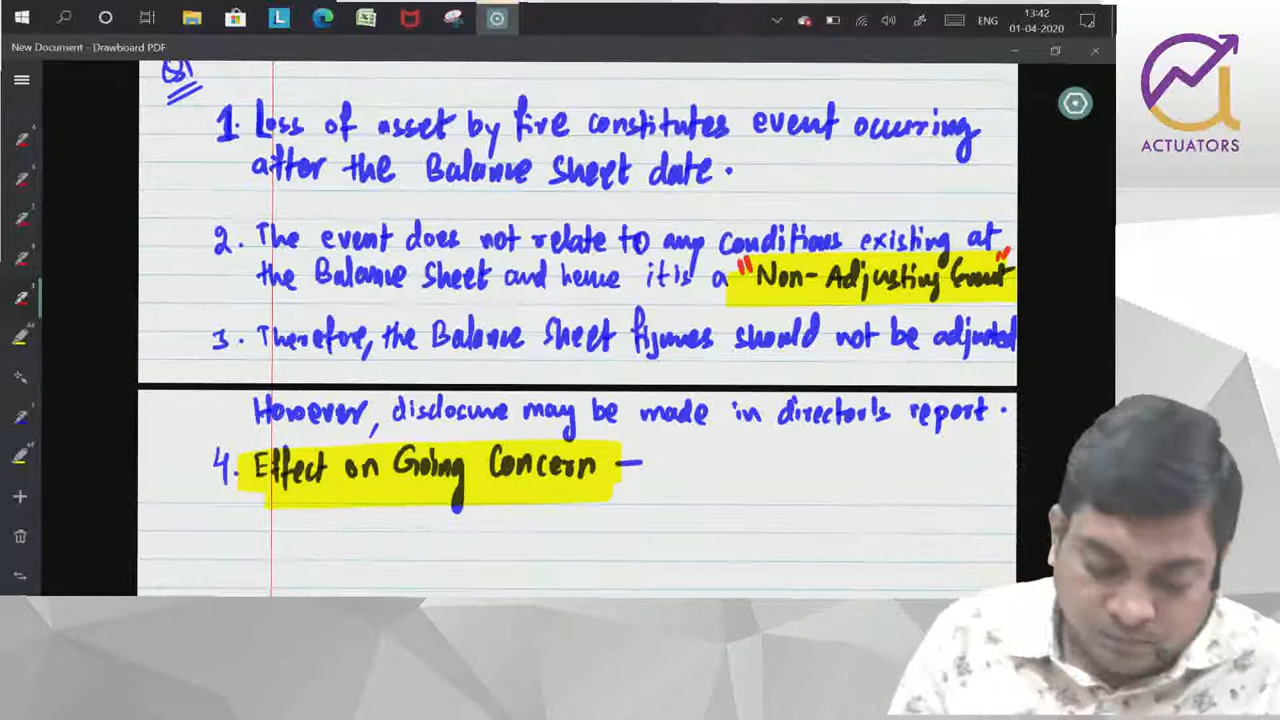 13:42
ENG
01-04-2020
New Document - Drawboard PDF
ACTUATORS
1. Loss of asset by fire constitutes event ocurring
after the Balance Sheet date.
2. The event does not relate to any conditions existing at
the Balance Sheet and hence it is a "Non-Adjusting Event"
3. Therefore, the Balance Sheet figures should not be adjusted
However, disclosure may be made in director's report.
4. Effect on Going Concern -